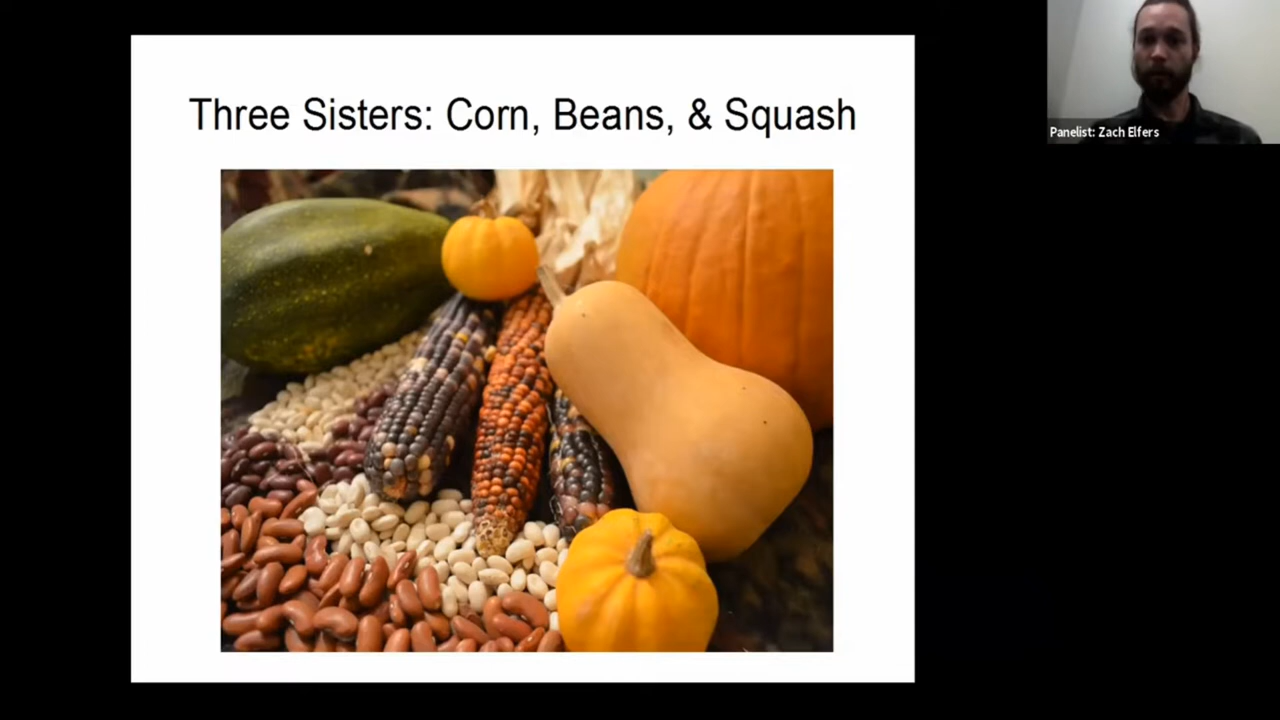 Three Sisters: Corn, Beans, & Squash
Panelist: Zach Elfers